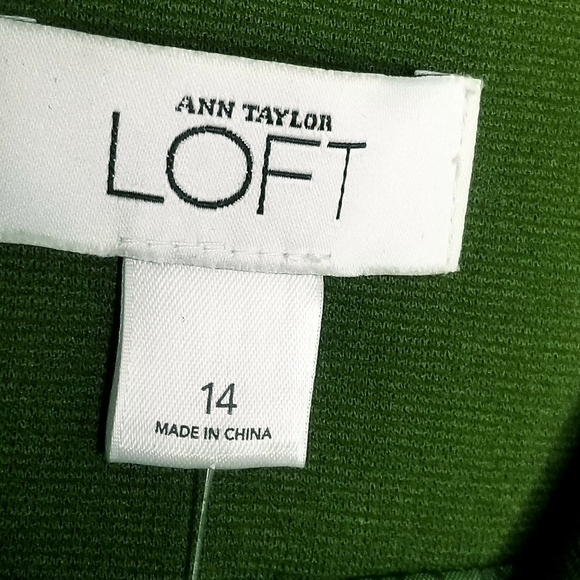 ANN TAYLOR
LOFT
14
MADE IN CHINA